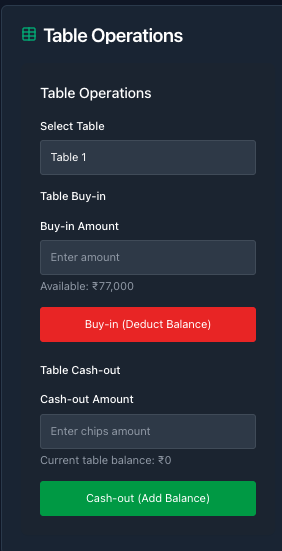 Table Operations
Table Operations
Select Table
Table 1
Table Buy-in
Buy-in Amount
Enter amount
Available: ₹77,000
Buy-in (Deduct Balance)
Table Cash-out
Cash-out Amount
Enter chips amount
Current table balance: ₹0
Cash-out (Add Balance)